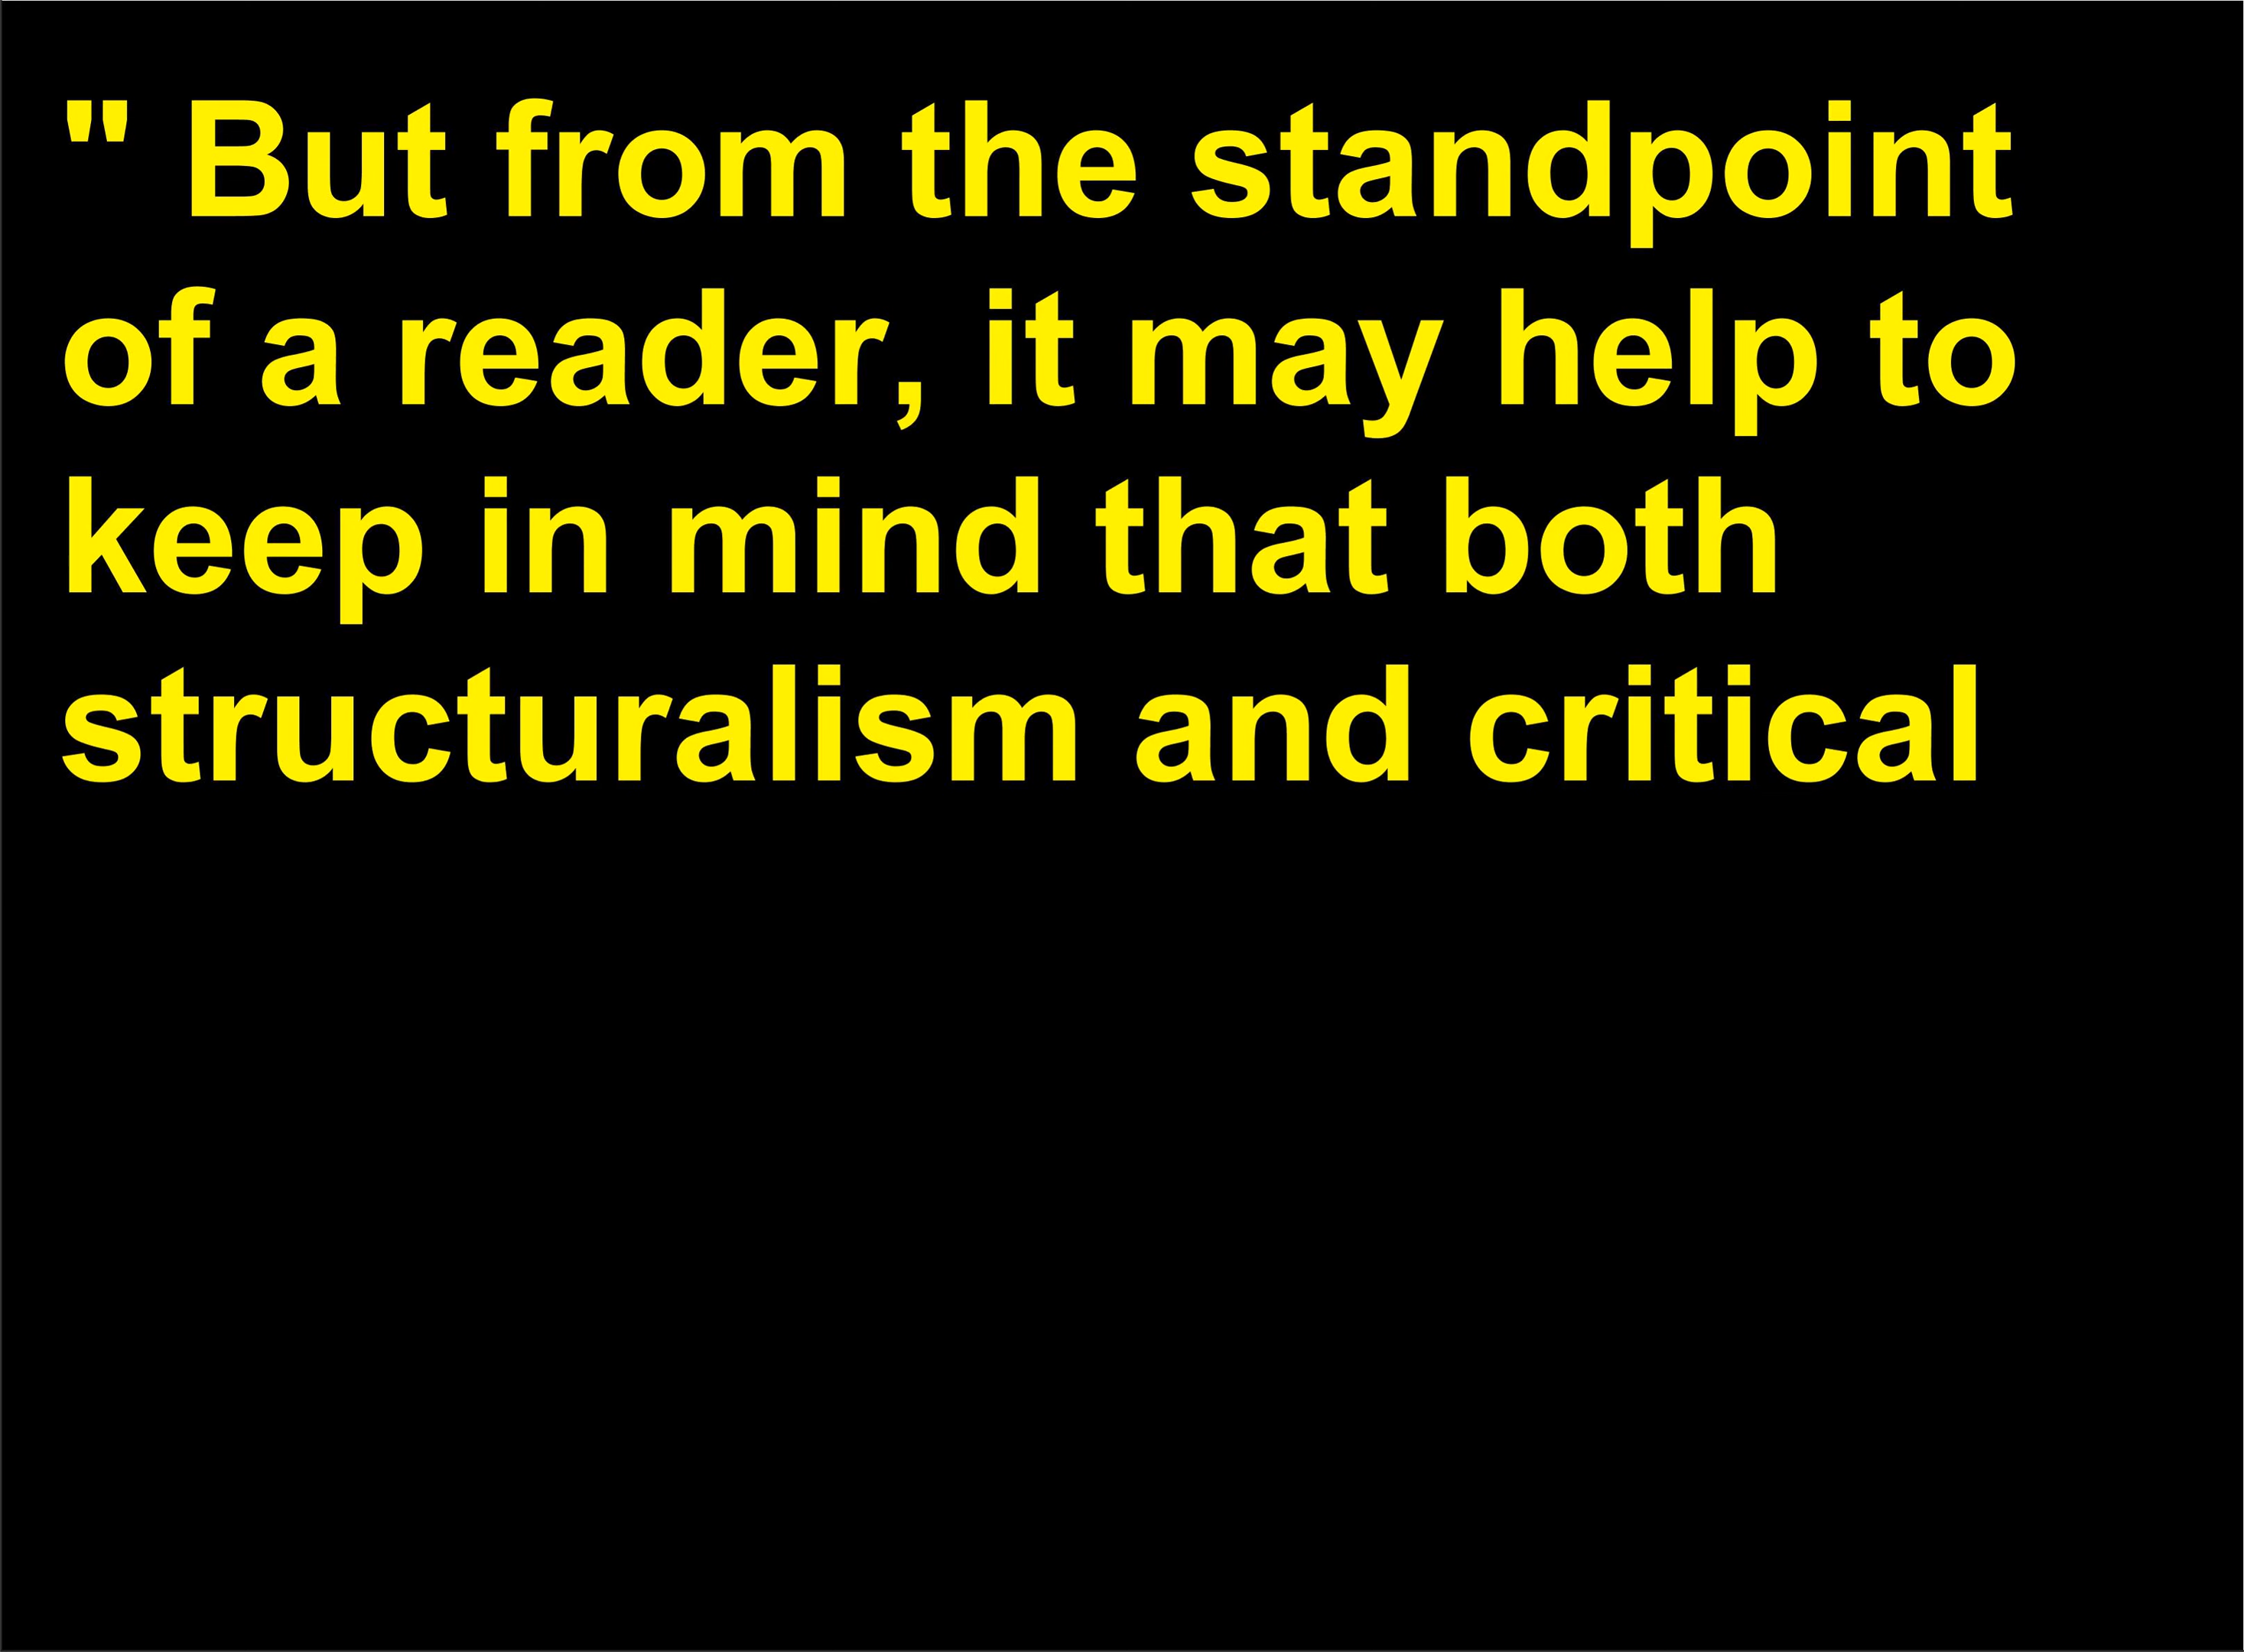 " But from the standpoint
of a reader, it may help to
keep in mind that both
structuralism and critical